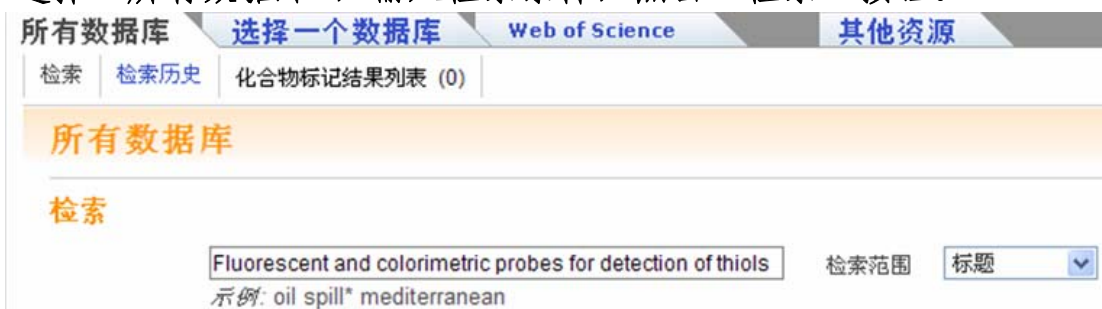 所有数据库 选择一个数据库 Web of Science 其他资源
检索 检索历史 化合物标记结果列表 (0)
所有数据库
检索
Fluorescent and colorimetric probes for detection of thiols 检索范围 标题
示例: oil spill* mediterranean